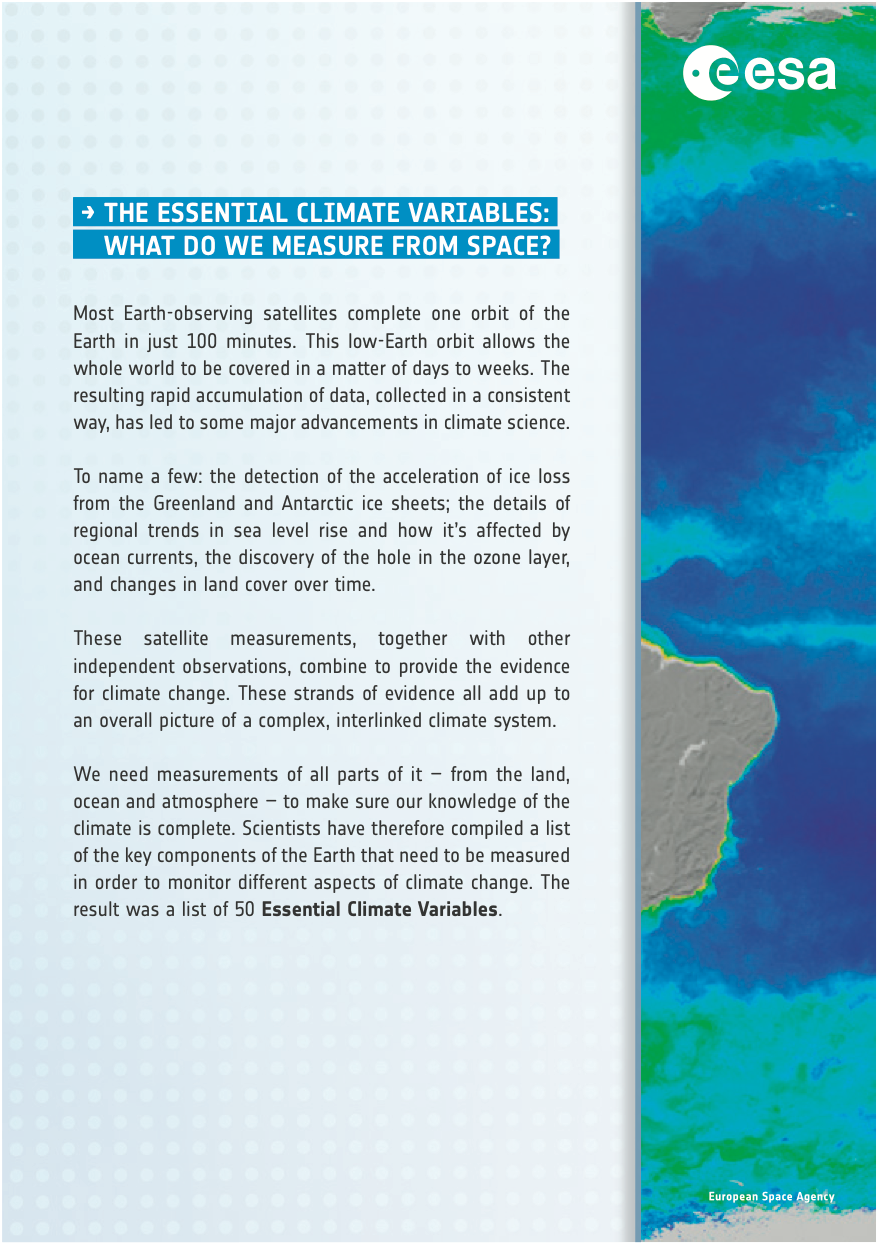 esa
→ THE ESSENTIAL CLIMATE VARIABLES:
WHAT DO WE MEASURE FROM SPACE?
Most Earth-observing satellites complete one orbit of the
Earth in just 100 minutes. This low-Earth orbit allows the
whole world to be covered in a matter of days to weeks. The
resulting rapid accumulation of data, collected in a consistent
way, has led to some major advancements in climate science.
To name a few: the detection of the acceleration of ice loss
from the Greenland and Antarctic ice sheets; the details of
regional trends in sea level rise and how it’s affected by
ocean currents, the discovery of the hole in the ozone layer,
and changes in land cover over time.
These satellite measurements, together with other
independent observations, combine to provide the evidence
for climate change. These strands of evidence all add up to
an overall picture of a complex, interlinked climate system.
We need measurements of all parts of it – from the land,
ocean and atmosphere – to make sure our knowledge of the
climate is complete. Scientists have therefore compiled a list
of the key components of the Earth that need to be measured
in order to monitor different aspects of climate change. The
result was a list of 50 Essential Climate Variables.
European Space Agency